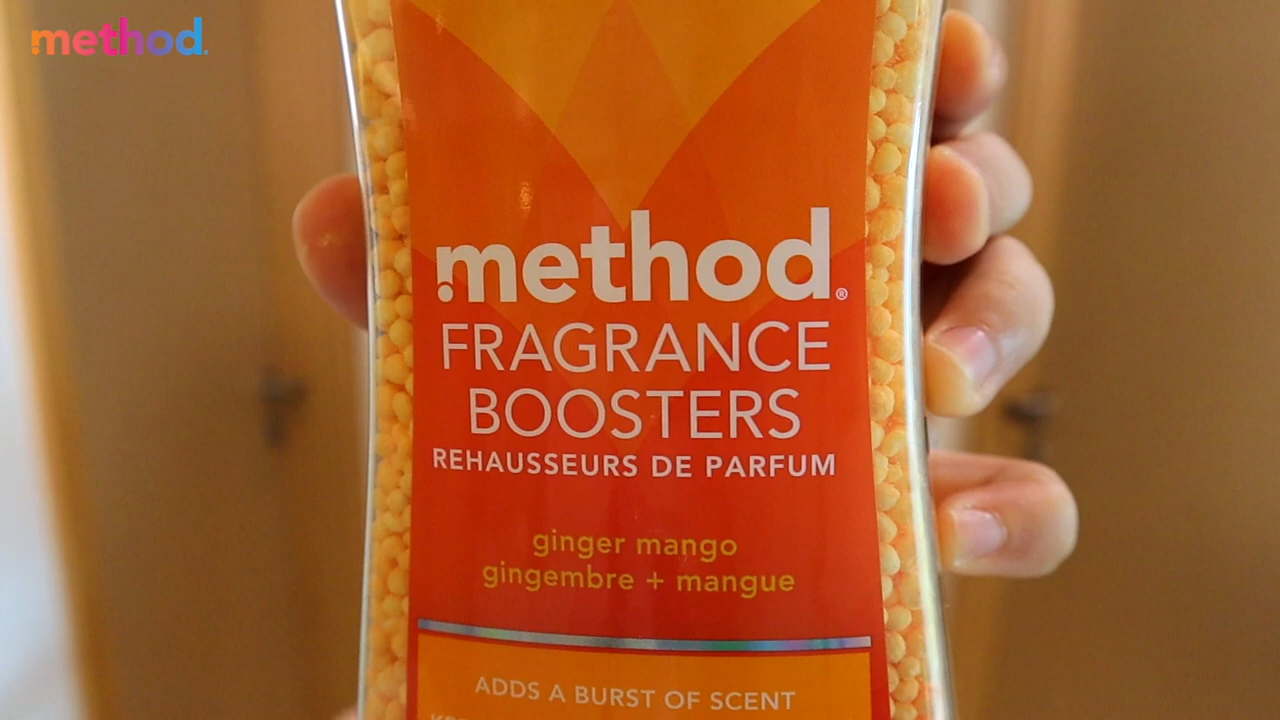 method.
method®
FRAGRANCE
BOOSTERS
REHAUSSEURS DE PARFUM
ginger mango
gingembre + mangue
ADDS A BURST OF SCENT